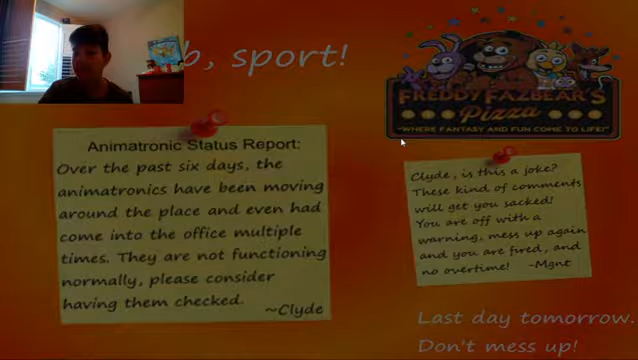 b, sport!
FREDDY FAZBEAR'S
Pizza
"WHERE FANTASY AND FUN COME TO LIFE!"
Animatronic Status Report:
Over the past six days, the
animatronics have been moving
around the place and even had
come into the office multiple
times. They are not functioning
normally, please consider
having them checked.
~Clyde
Clyde, is this a joke?
These kind of comments
will get you sacked!
You are off with a
warning, mess up again
and you are fired, and
no overtime! -Mgnt
Last day tomorrow.
Don't mess up!